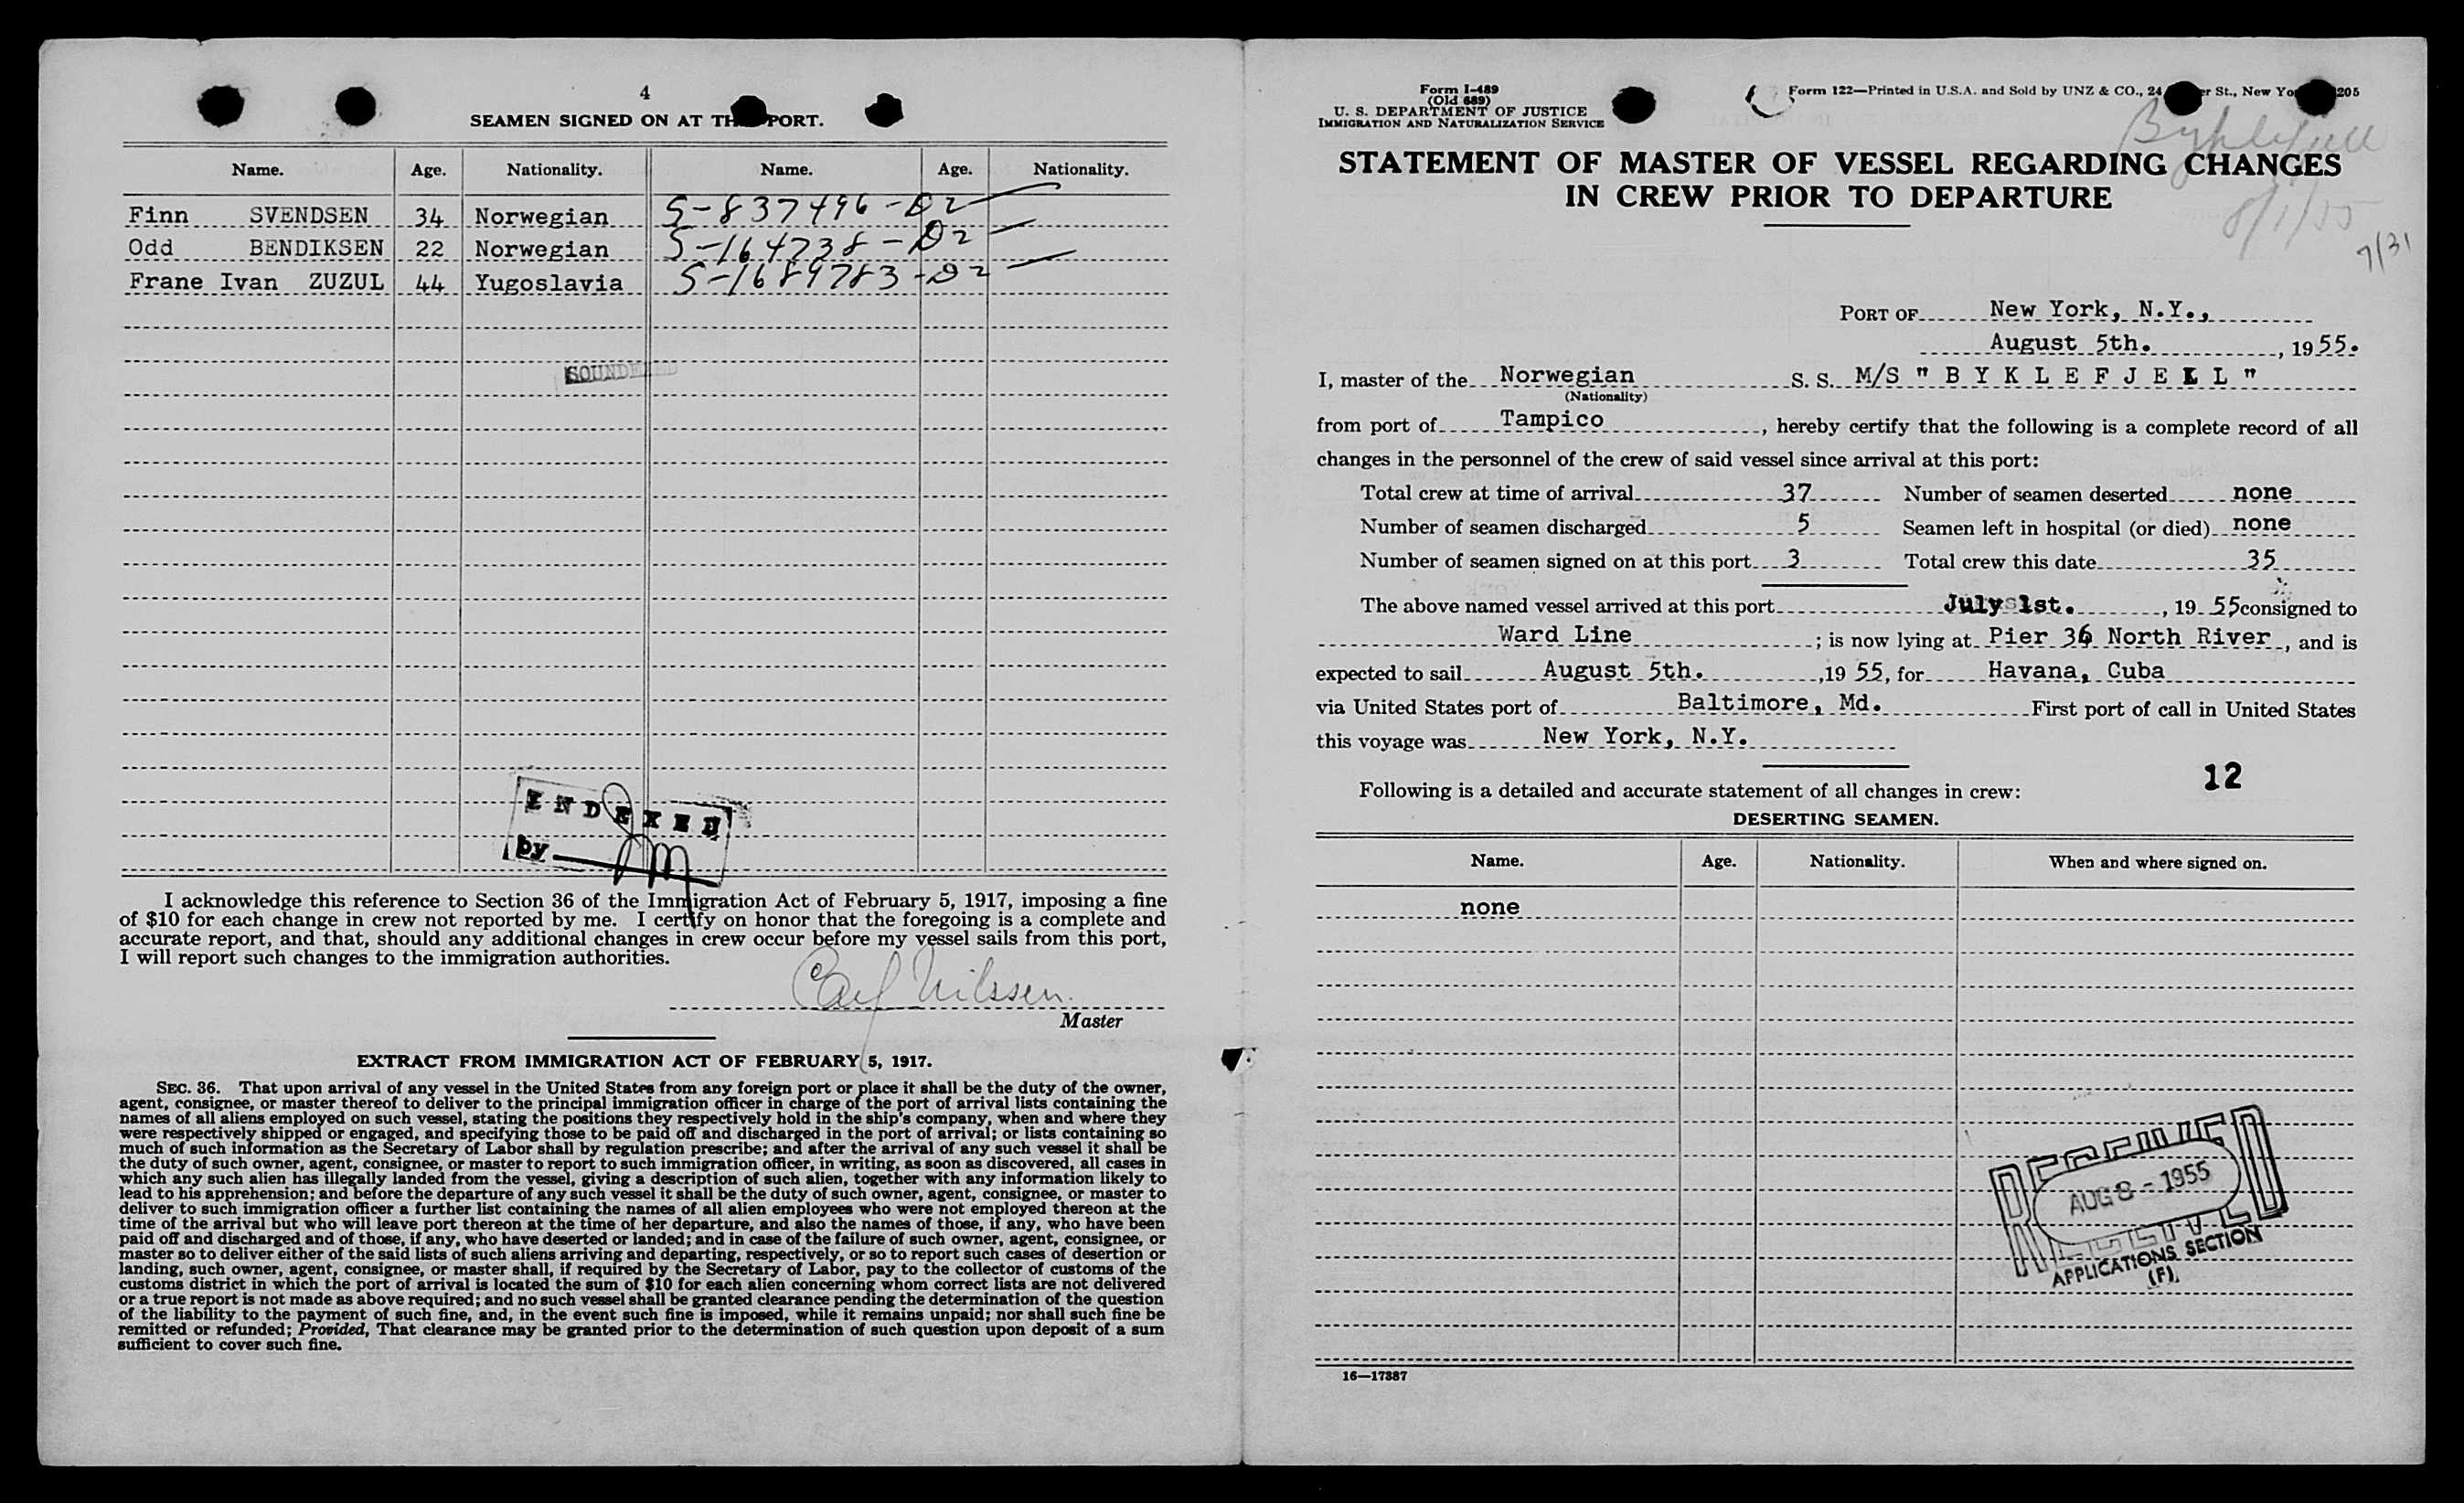 4
SEAMEN SIGNED ON AT TH PORT.
Name. Age. Nationality. Name. Age. Nationality.
Finn SVENDSEN 34 Norwegian S-837496-D2
Odd BENDIKSEN 22 Norwegian S-164738-D2
Frane Ivan ZUZUL 44 Yugoslavia S-1689783-D2
INDEXED
by
I acknowledge this reference to Section 36 of the Immigration Act of February 5, 1917, imposing a fine
of $10 for each change in crew not reported by me. I certify on honor that the foregoing is a complete and
accurate report, and that, should any additional changes in crew occur before my vessel sails from this port,
I will report such changes to the immigration authorities.
Carl Nilssen
Master
EXTRACT FROM IMMIGRATION ACT OF FEBRUARY 5, 1917.
SEC. 36. That upon arrival of any vessel in the United States from any foreign port or place it shall be the duty of the owner,
agent, consignee, or master thereof to deliver to the principal immigration officer in charge of the port of arrival lists containing the
names of all aliens employed on such vessel, stating the positions they respectively hold in the ship's company, when and where they
were respectively shipped or engaged, and specifying those to be paid off and discharged in the port of arrival; or lists containing so
much of such information as the Secretary of Labor shall by regulation prescribe; and after the arrival of any such vessel it shall be
the duty of such owner, agent, consignee, or master to report to such immigration officer, in writing, as soon as discovered, all cases in
which any such alien has illegally landed from the vessel, giving a description of such alien, together with any information likely to
lead to his apprehension; and before the departure of any such vessel it shall be the duty of such owner, agent, consignee, or master to
deliver to such immigration officer a further list containing the names of all alien employees who were not employed thereon at the
time of the arrival but who will leave port thereon at the time of her departure, and also the names of those, if any, who have been
paid off and discharged and of those, if any, who have deserted or landed; and in case of the failure of such owner, agent, consignee, or
master so to deliver either of the said lists of such aliens arriving and departing, respectively, or so to report such cases of desertion or
landing, such owner, agent, consignee, or master shall, if required by the Secretary of Labor, pay to the collector of customs of the
customs district in which the port of arrival is located the sum of $10 for each alien concerning whom correct lists are not delivered
or a true report is not made as above required; and no such vessel shall be granted clearance pending the determination of the question
of the liability to the payment of such fine, and, in the event such fine is imposed, while it remains unpaid; nor shall such fine be
remitted or refunded; Provided, That clearance may be granted prior to the determination of such question upon deposit of a sum
sufficient to cover such fine.
Form I-489
(Old 689)
U. S. DEPARTMENT OF JUSTICE
IMMIGRATION AND NATURALIZATION SERVICE
Form 122—Printed in U.S.A. and Sold by UNZ & CO., 24 er St., New Yo 205
Byklefjell
8/1/55
7/31
STATEMENT OF MASTER OF VESSEL REGARDING CHANGES
IN CREW PRIOR TO DEPARTURE
PORT OF New York, N.Y.,
August 5th. , 1955.
I, master of the Norwegian S. S. M/S " B Y K L E F J E L L "
(Nationality)
from port of Tampico , hereby certify that the following is a complete record of all
changes in the personnel of the crew of said vessel since arrival at this port:
Total crew at time of arrival 37 Number of seamen deserted none
Number of seamen discharged 5 Seamen left in hospital (or died) none
Number of seamen signed on at this port 3 Total crew this date 35
The above named vessel arrived at this port July 1st. , 19 55 consigned to
Ward Line ; is now lying at Pier 36 North River , and is
expected to sail August 5th. ,19 55, for Havana, Cuba
via United States port of Baltimore, Md. First port of call in United States
this voyage was New York, N.Y.
12
Following is a detailed and accurate statement of all changes in crew:
DESERTING SEAMEN.
Name. Age. Nationality. When and where signed on.
none
RECEIVED
AUG 8 - 1955
RECEIVED
APPLICATIONS SECTION
(F).
16—17387